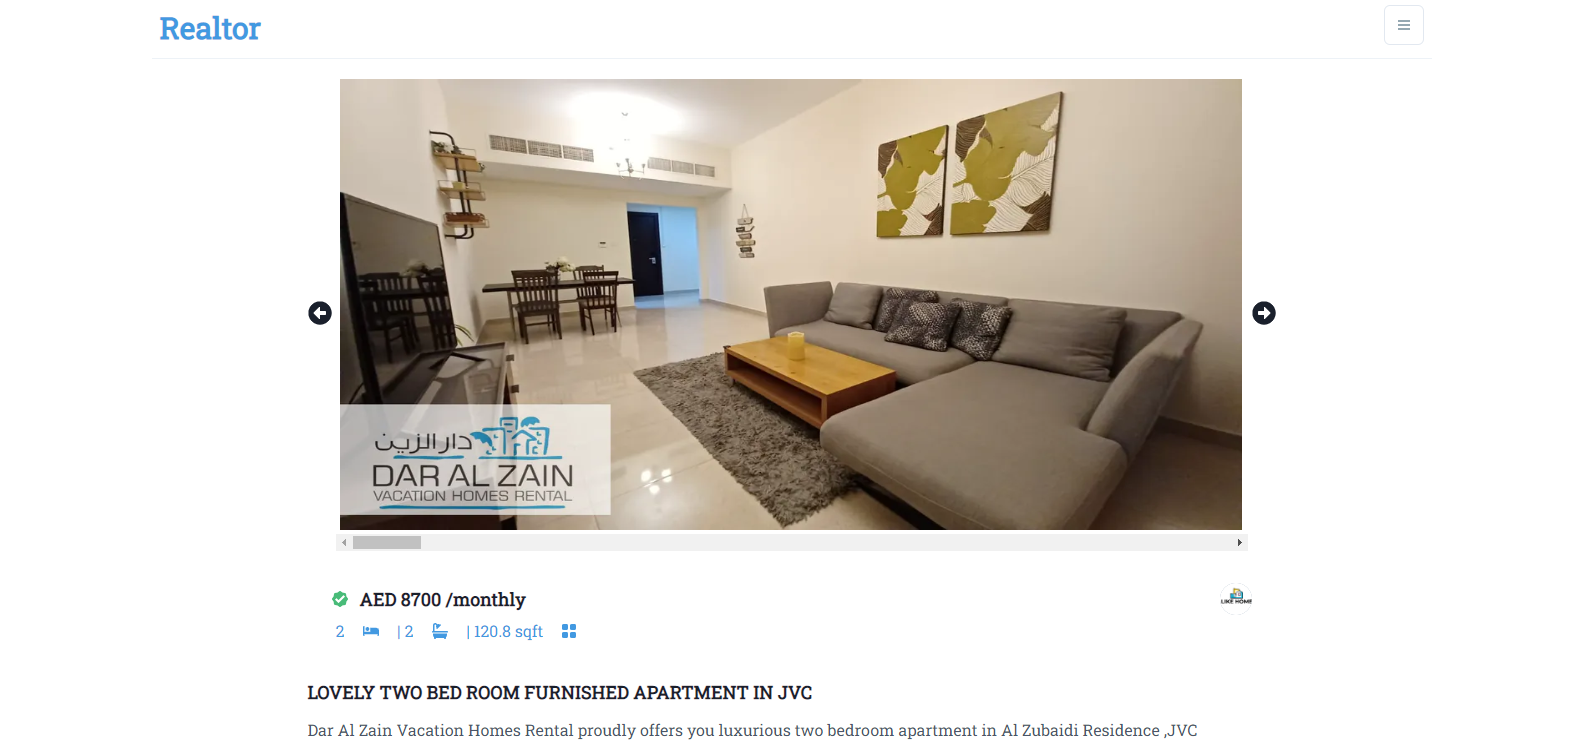 Realtor
دار الزين
DAR AL ZAIN
VACATION HOMES RENTAL
AED 8700 /monthly
LIKE HOME
2 | 2 | 120.8 sqft
LOVELY TWO BED ROOM FURNISHED APARTMENT IN JVC
Dar Al Zain Vacation Homes Rental proudly offers you luxurious two bedroom apartment in Al Zubaidi Residence ,JVC